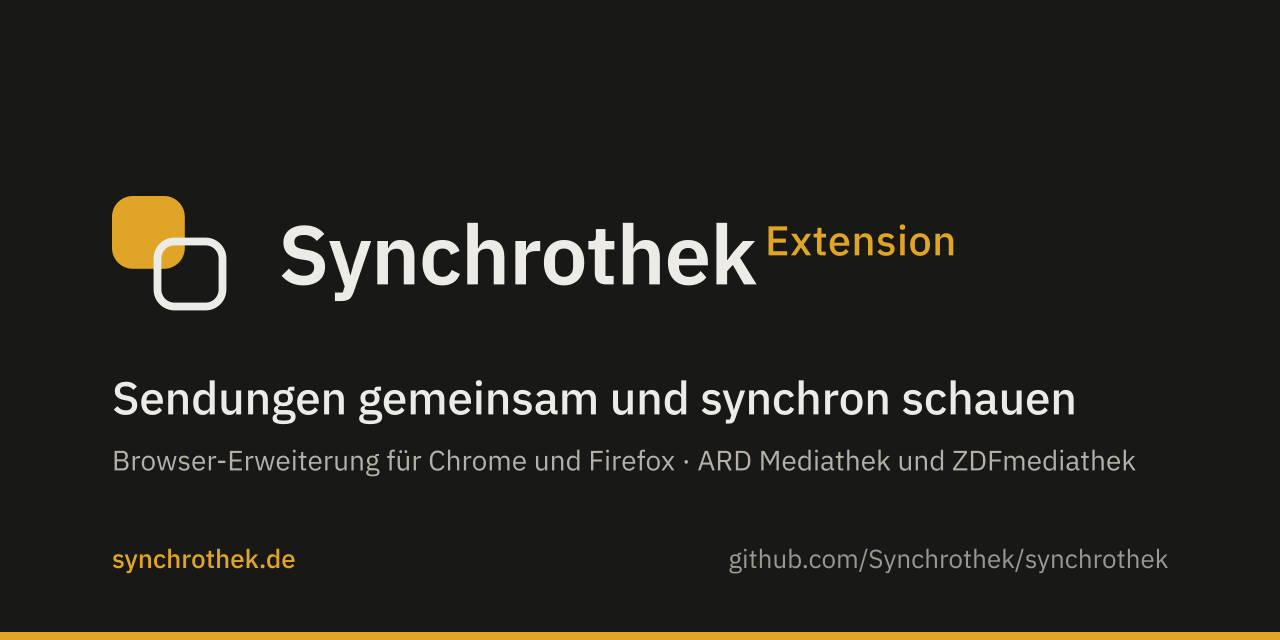 Synchrothek Extension
Sendungen gemeinsam und synchron schauen
Browser-Erweiterung für Chrome und Firefox · ARD Mediathek und ZDFmediathek
synchrothek.de
github.com/Synchrothek/synchrothek